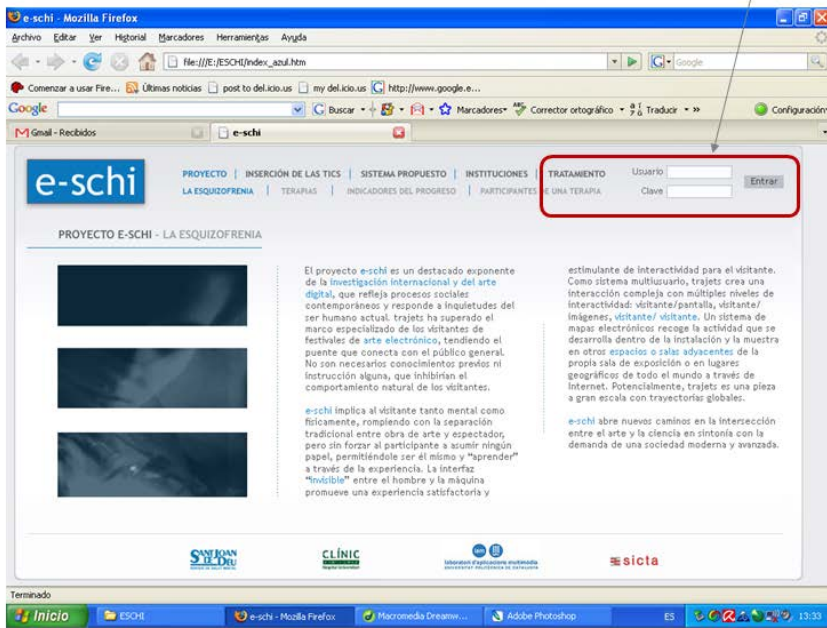 e-schi - Mozilla Firefox
Archivo Editar Ver Historial Marcadores Herramientas Ayuda
file:///E:/ESCHI/index_azul.htm
Google
Comenzar a usar Fire... Últimas noticias post to del.icio.us my del.icio.us http://www.google.e...
Google Buscar Marcadores Corrector ortográfico Traducir Configuración
Gmail - Recibidos e-schi
e-schi
PROYECTO | INSERCIÓN DE LAS TICS | SISTEMA PROPUESTO | INSTITUCIONES | TRATAMIENTO
LA ESQUIZOFRENIA | TERAPIAS | INDICADORES DEL PROGRESO | PARTICIPANTES DE UNA TERAPIA
Usuario
Clave
Entrar
PROYECTO E-SCHI - LA ESQUIZOFRENIA
El proyecto e-schi es un destacado exponente
de la investigación internacional y del arte
digital, que refleja procesos sociales
contemporáneos y responde a inquietudes del
ser humano actual. trajets ha superado el
marco especializado de los visitantes de
festivales de arte electrónico, tendiendo el
puente que conecta con el público general.
No son necesarios conocimientos previos ni
instrucción alguna, que inhibirían el
comportamiento natural de los visitantes.
e-schi implica al visitante tanto mental como
físicamente, rompiendo con la separación
tradicional entre obra de arte y espectador,
pero sin forzar al participante a asumir ningún
papel, permitiéndole ser él mismo y "aprender"
a través de la experiencia. La interfaz
"invisible" entre el hombre y la máquina
promueve una experiencia satisfactoria y
estimulante de interactividad para el visitante.
Como sistema multiusuario, trajets crea una
interacción compleja con múltiples niveles de
interactividad: visitante/pantalla, visitante/
imágenes, visitante/ visitante. Un sistema de
mapas electrónicos recoge la actividad que se
desarrolla dentro de la instalación y la muestra
en otros espacios o salas adyacentes de la
propia sala de exposición o en lugares
geográficos de todo el mundo a través de
Internet. Potencialmente, trajets es una pieza
a gran escala con trayectorias globales.
e-schi abre nuevos caminos en la intersección
entre el arte y la ciencia en sintonía con la
demanda de una sociedad moderna y avanzada.
SANT JOAN DE DÉU
CLÍNIC
laboratori d'aplicacions multimèdia
sicta
Terminado
Inicio ESCHI e-schi - Mozilla Firefox Macromedia Dreamw... Adobe Photoshop ES 13:33